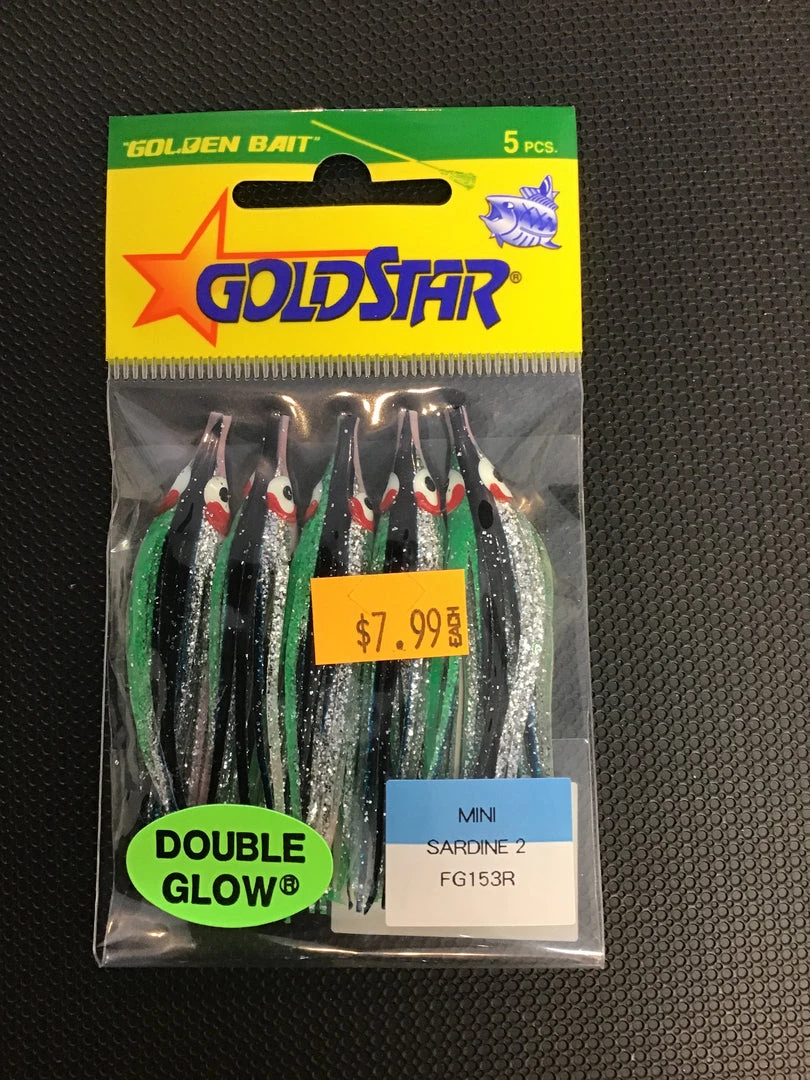 "GOLDEN BAIT"
5 PCS.
GOLDSTAR®
$7.99 EACH
DOUBLE
GLOW®
MINI
SARDINE 2
FG153R